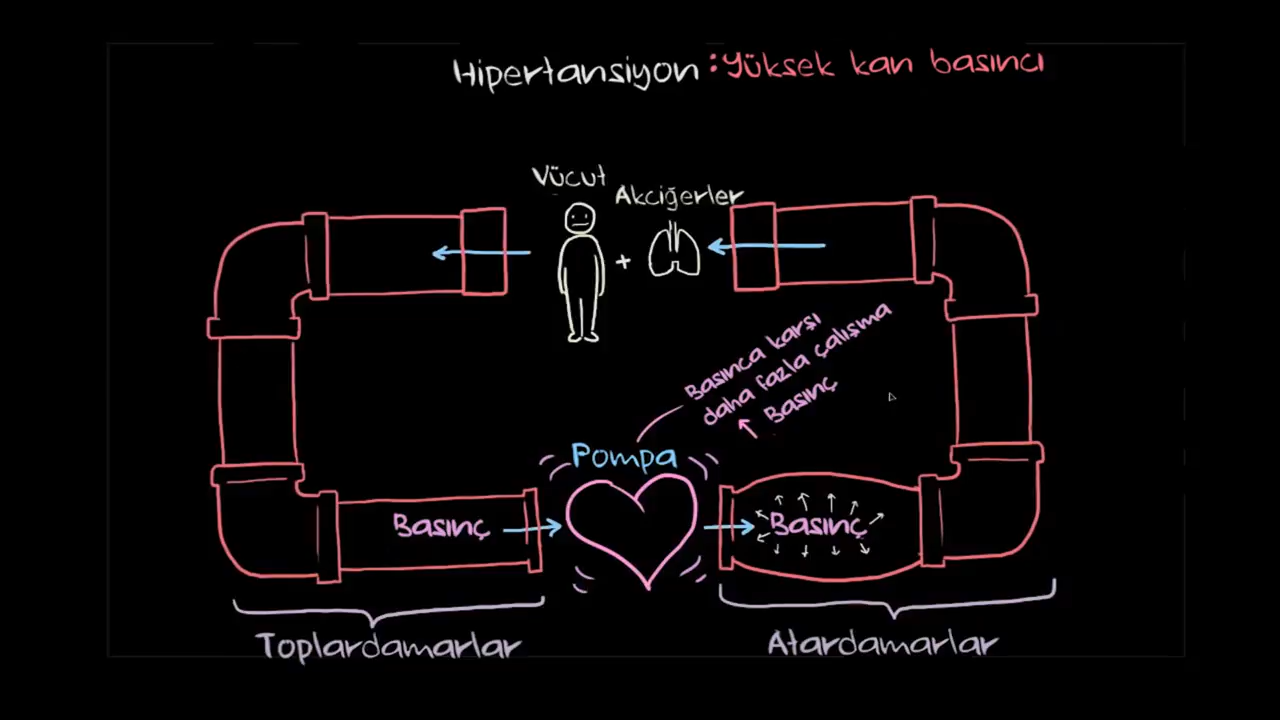 Hipertansiyon : Yüksek kan basıncı
Vücut
Akciğerler
+
Basınca karşı
daha fazla çalışma
↑ Basınç
Pompa
Basınç
Basınç
Toplardamarlar
Atardamarlar